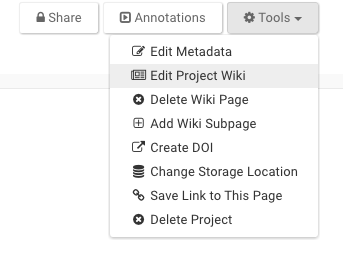 Share Annotations Tools
Edit Metadata
Edit Project Wiki
Delete Wiki Page
Add Wiki Subpage
Create DOI
Change Storage Location
Save Link to This Page
Delete Project